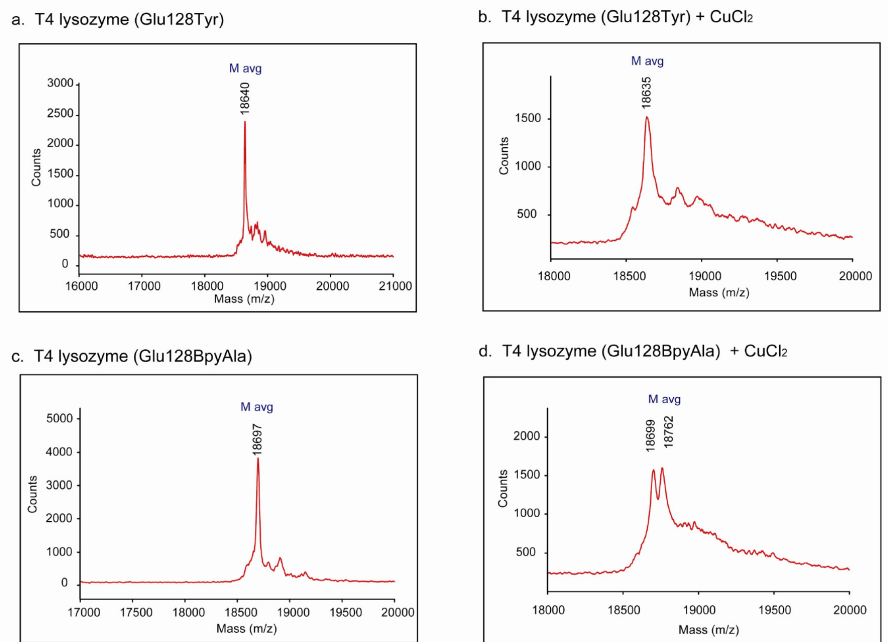 a. T4 lysozyme (Glu128Tyr)
M avg
18640
3000
2500
2000
1500
1000
500
0
Counts
16000 17000 18000 19000 20000 21000
Mass (m/z)
b. T4 lysozyme (Glu128Tyr) + CuCl₂
M avg
18635
1500
1000
500
Counts
18000 18500 19000 19500 20000
Mass (m/z)
c. T4 lysozyme (Glu128BpyAla)
M avg
18697
5000
4000
3000
2000
1000
0
Counts
17000 17500 18000 18500 19000 19500 20000
Mass (m/z)
d. T4 lysozyme (Glu128BpyAla) + CuCl₂
M avg
18699
18762
2000
1500
1000
500
Counts
18000 18500 19000 19500 20000
Mass (m/z)